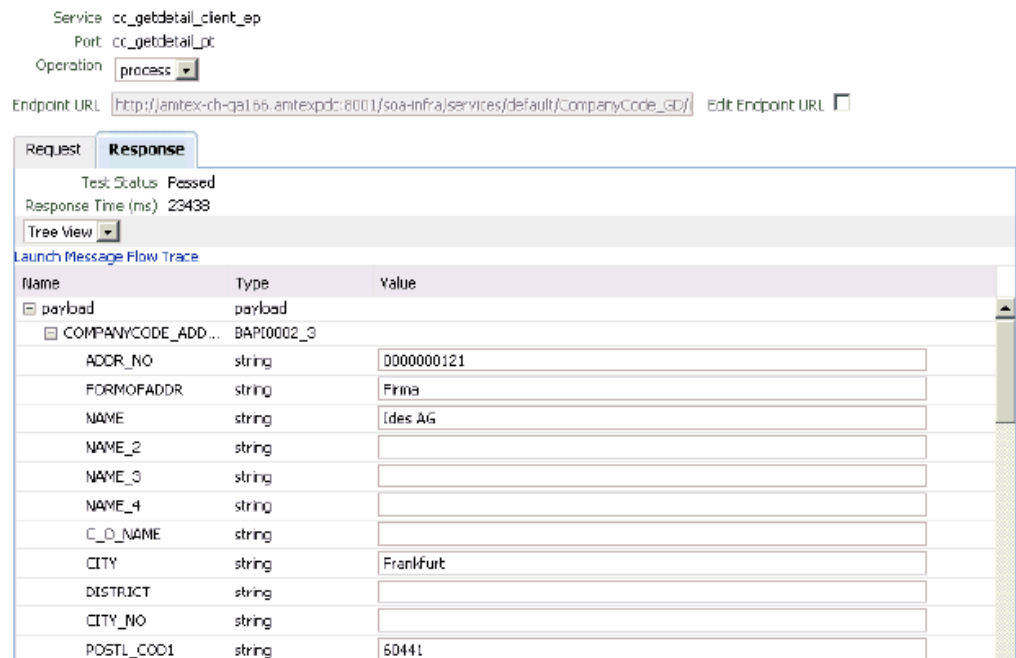 Service cc_getdetail_client_ep
Port cc_getdetail_pt
Operation process
Endpoint URL http://amtex-ch-qa166.amtexpdc:8001/soa-infra/services/default/CompanyCode_GD/ Edit Endpoint URL
Request Response
Test Status Passed
Response Time (ms) 23438
Tree View
Launch Message Flow Trace
Name Type Value
payload payload
COMPANYCODE_ADD... BAPI0002_3
ADDR_NO string 0000000121
FORMOFADDR string Firma
NAME string Ides AG
NAME_2 string
NAME_3 string
NAME_4 string
C_O_NAME string
CITY string Frankfurt
DISTRICT string
CITY_NO string
POSTL_COD1 string 60441